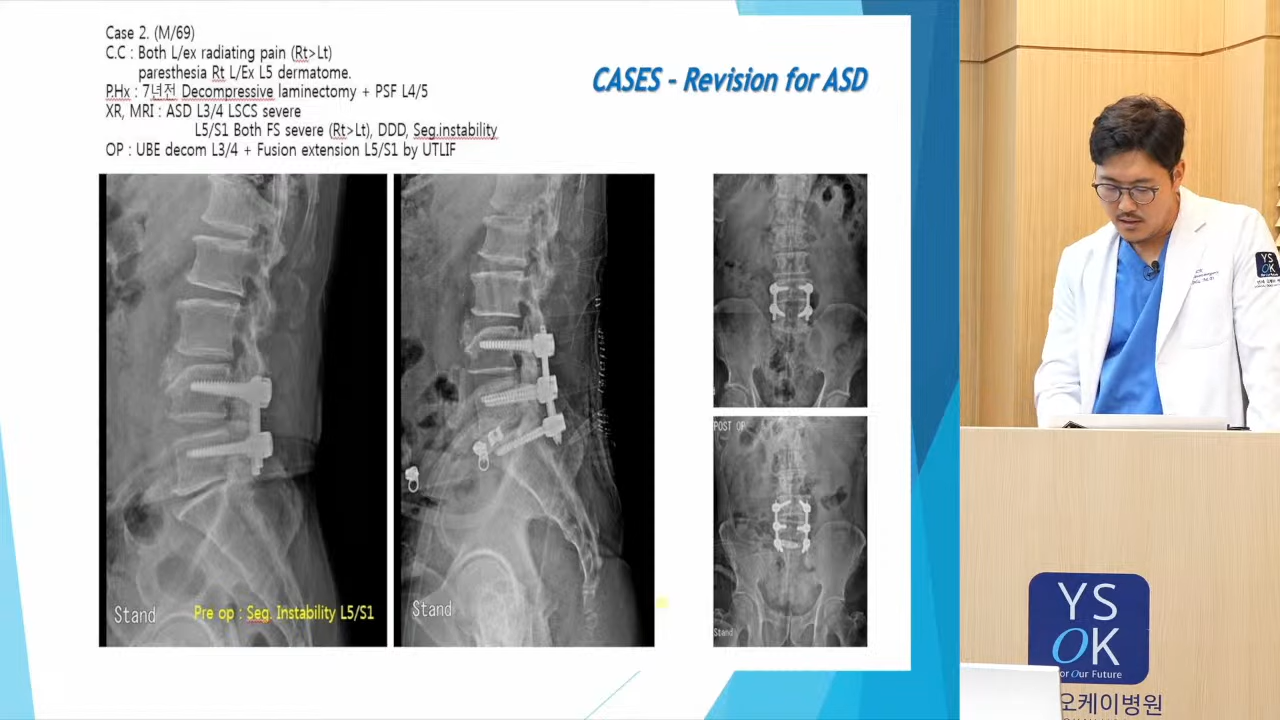 Case 2. (M/69)
C.C : Both L/ex radiating pain (Rt>Lt)
paresthesia Rt L/Ex L5 dermatome.
P.Hx : 7년전 Decompressive laminectomy + PSF L4/5
XR, MRI : ASD L3/4 LSCS severe
L5/S1 Both FS severe (Rt>Lt), DDD, Seg.instability
OP : UBE decom L3/4 + Fusion extension L5/S1 by UTLIF
CASES - Revision for ASD
Stand
Pre op : Seg. Instability L5/S1
Stand
POST OP
Stand
YS
OK
YS
OK
or Our Future
오케이병원